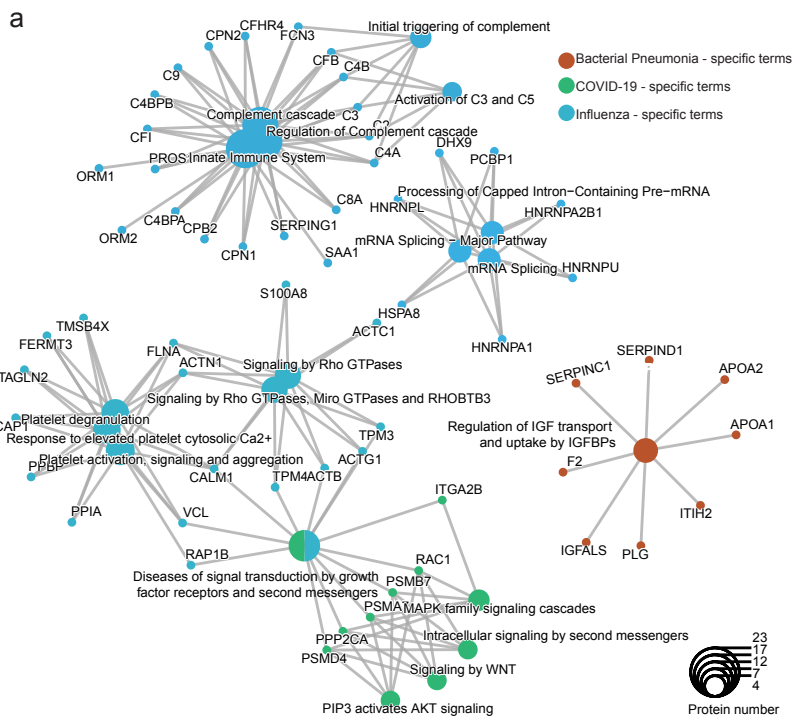 a
Initial triggering of complement
CFHR4
CPN2
FCN3
CFB
C4B
C9
Bacterial Pneumonia - specific terms
COVID-19 - specific terms
Influenza - specific terms
C4BPB
Complement cascade
C3
Activation of C3 and C5
CFI
Regulation of Complement cascade
C2
DHX9
PCBP1
PROS
Innate Immune System
C4A
ORM1
Processing of Capped Intron-Containing Pre-mRNA
HNRNPL
HNRNPA2B1
C8A
C4BPA
CPB2
SERPING1
ORM2
CPN1
SAA1
mRNA Splicing - Major Pathway
mRNA Splicing
HNRNPU
S100A8
HSPA8
ACTC1
HNRNPA1
TMSB4X
FERMT3
FLNA
ACTN1
TAGLN2
Signaling by Rho GTPases
Signaling by Rho GTPases, Miro GTPases and RHOBTB3
SERPIND1
SERPINC1
APOA2
CAP1
Platelet degranulation
Response to elevated platelet cytosolic Ca2+
Platelet activation, signaling and aggregation
PPBP
TPM3
ACTG1
CALM1
TPM4
ACTB
Regulation of IGF transport
and uptake by IGFBPs
APOA1
F2
ITIH2
IGFALS
PLG
PPIA
VCL
ITGA2B
RAP1B
RAC1
Diseases of signal transduction by growth
factor receptors and second messengers
PSMB7
MAPK family signaling cascades
PPP2CA
Intracellular signaling by second messengers
PSMD4
Signaling by WNT
PIP3 activates AKT signaling
23
17
12
7
4
Protein number